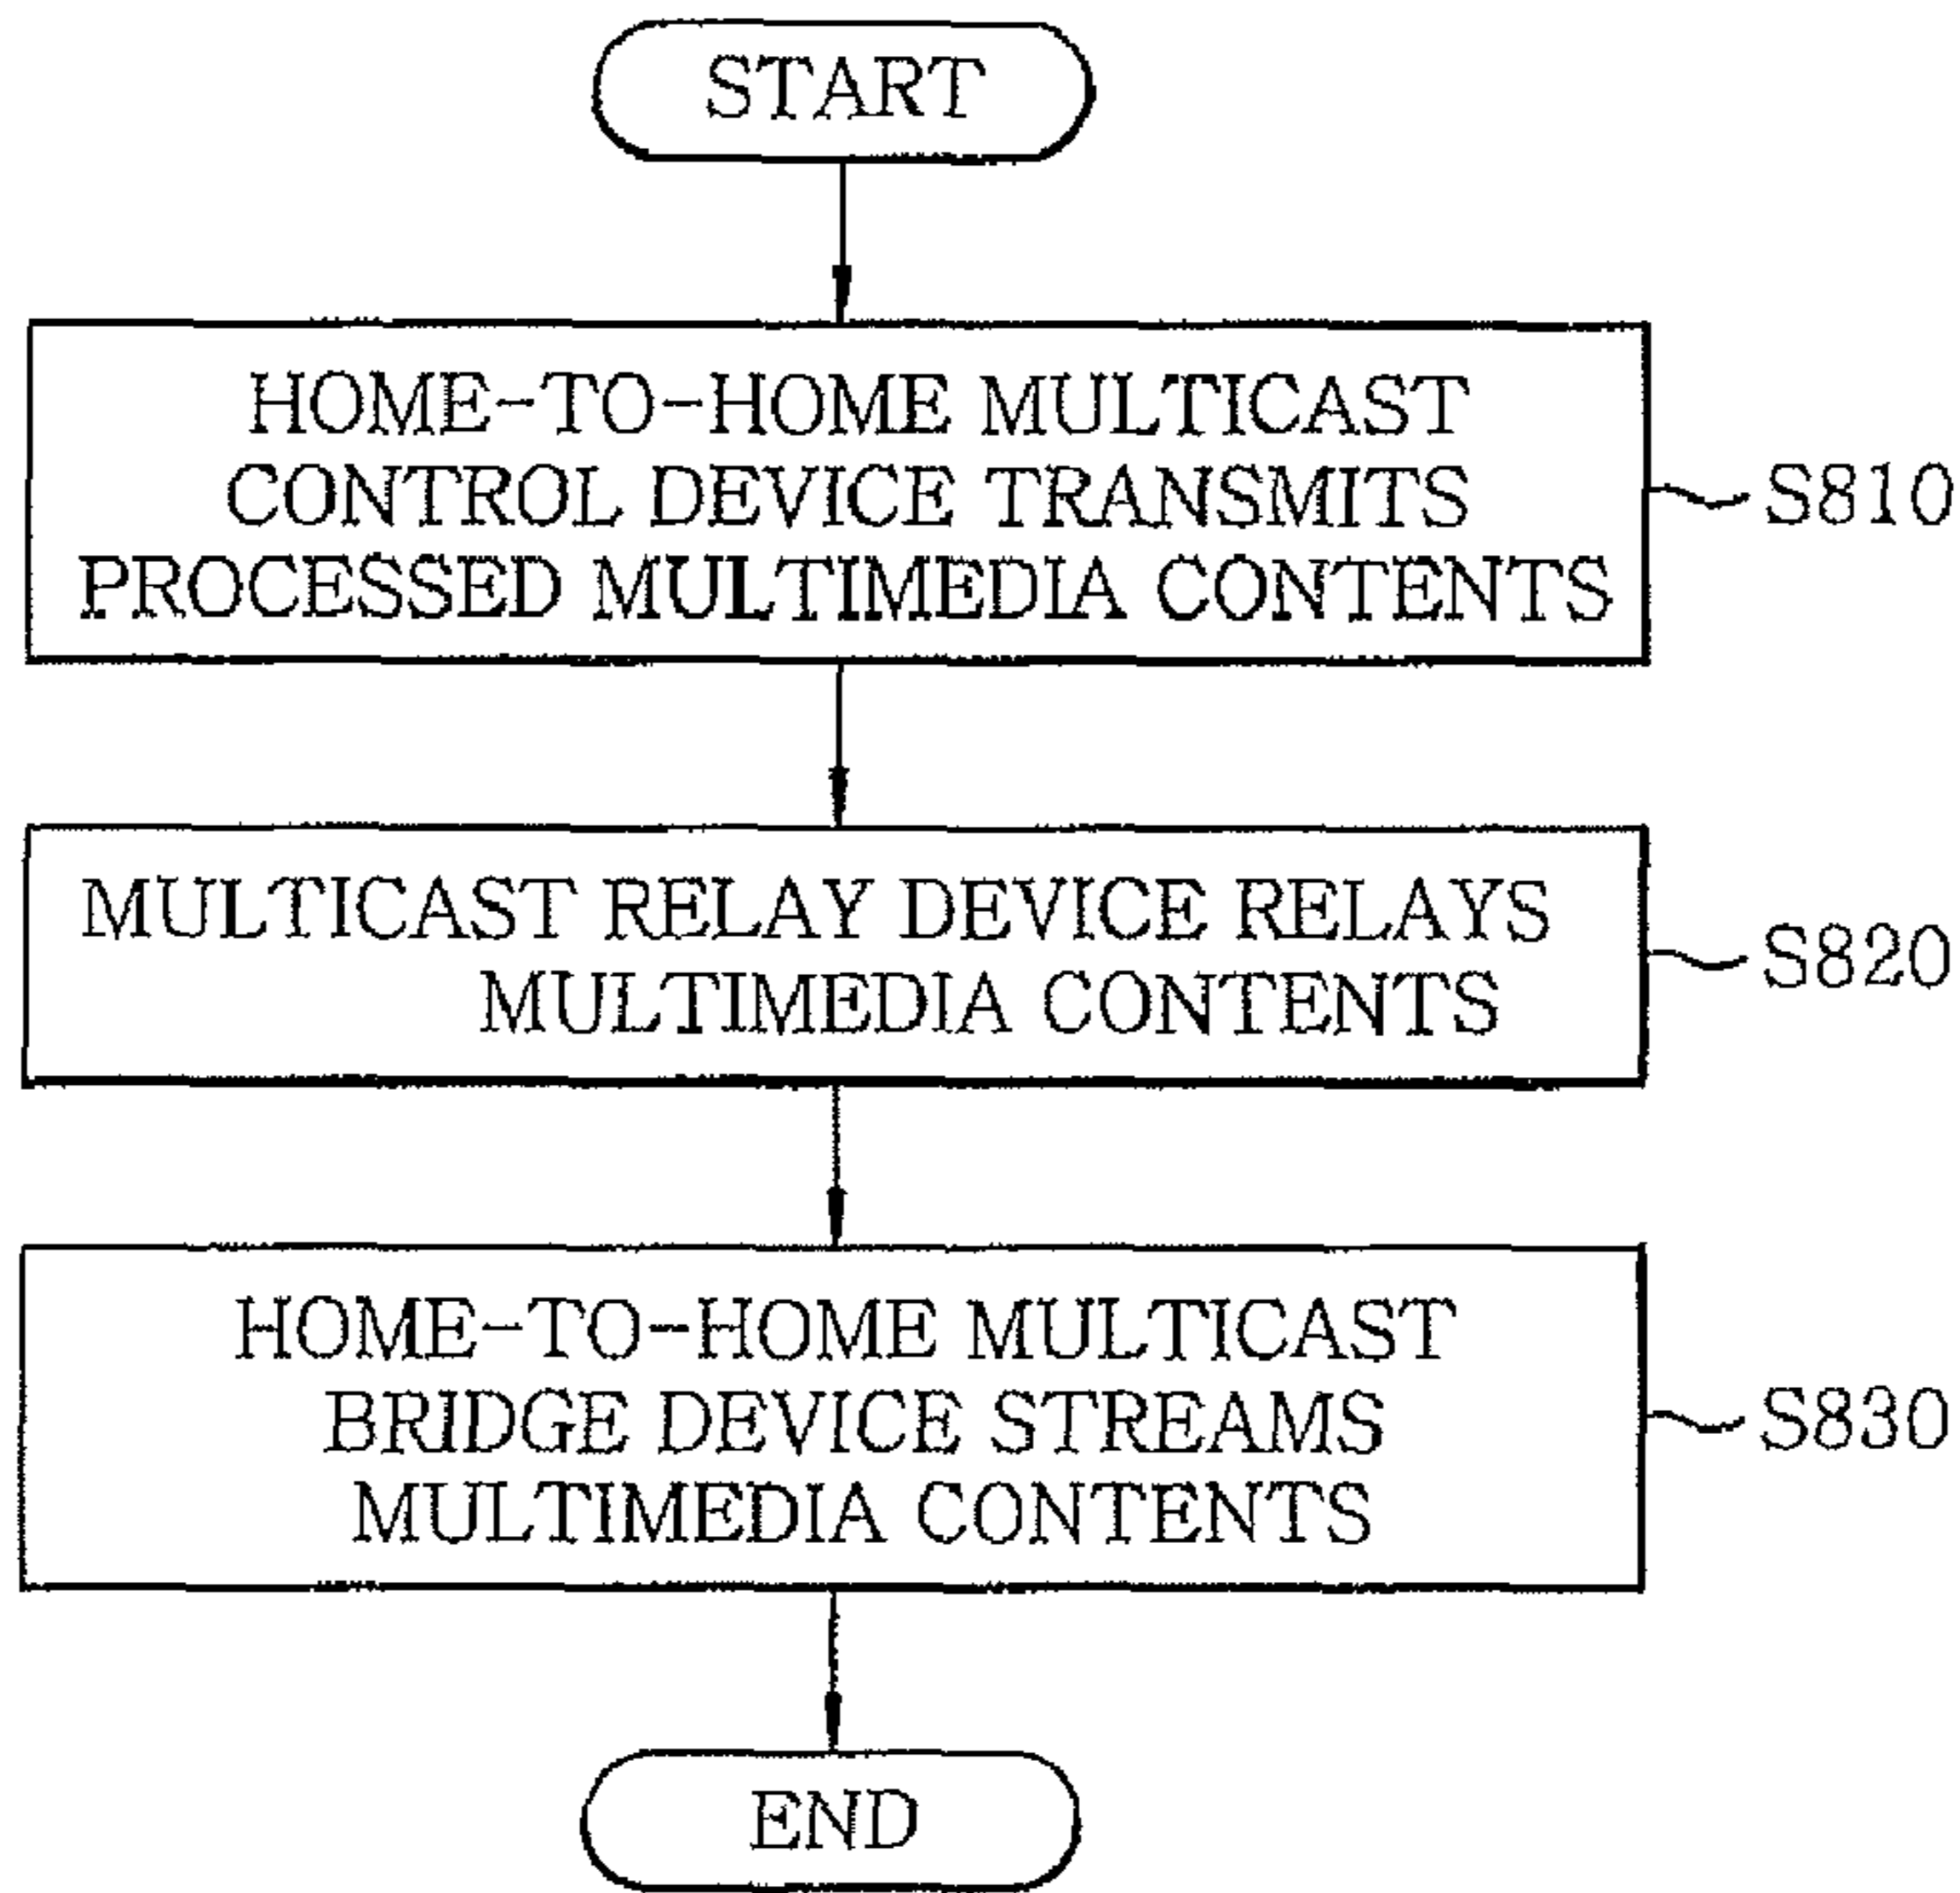 START
HOME-TO-HOME MULTICAST
CONTROL DEVICE TRANSMITS
PROCESSED MULTIMEDIA CONTENTS
S810
MULTICAST RELAY DEVICE RELAYS
MULTIMEDIA CONTENTS
S820
HOME-TO-HOME MULTICAST
BRIDGE DEVICE STREAMS
MULTIMEDIA CONTENTS
S830
END